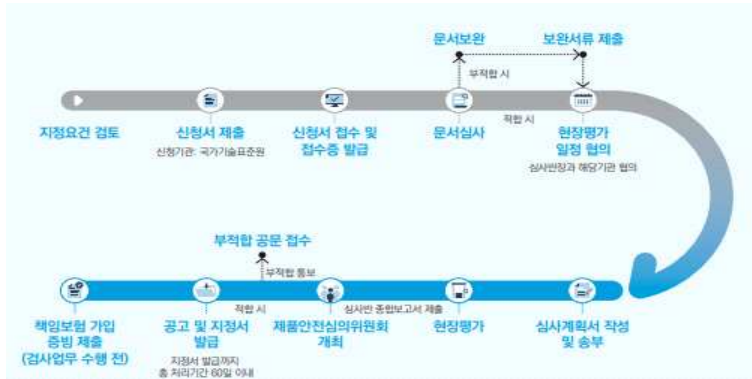 문서보완
보완서류 제출
부적합 시
적합 시
지정요건 검토
신청서 제출
신청기관: 국가기술표준원
신청서 접수 및
접수증 발급
문서심사
현장평가
일정 협의
심사반장과 해당기관 협의
부적합 공문 접수
부적합 통보
적합 시
심사반 종합보고서 제출
책임보험 가입
증빙 제출
(검사업무 수행 전)
공고 및 지정서
발급
지정서 발급까지
총 처리기간 60일 이내
제품안전심의위원회
개최
현장평가
심사계획서 작성
및 송부